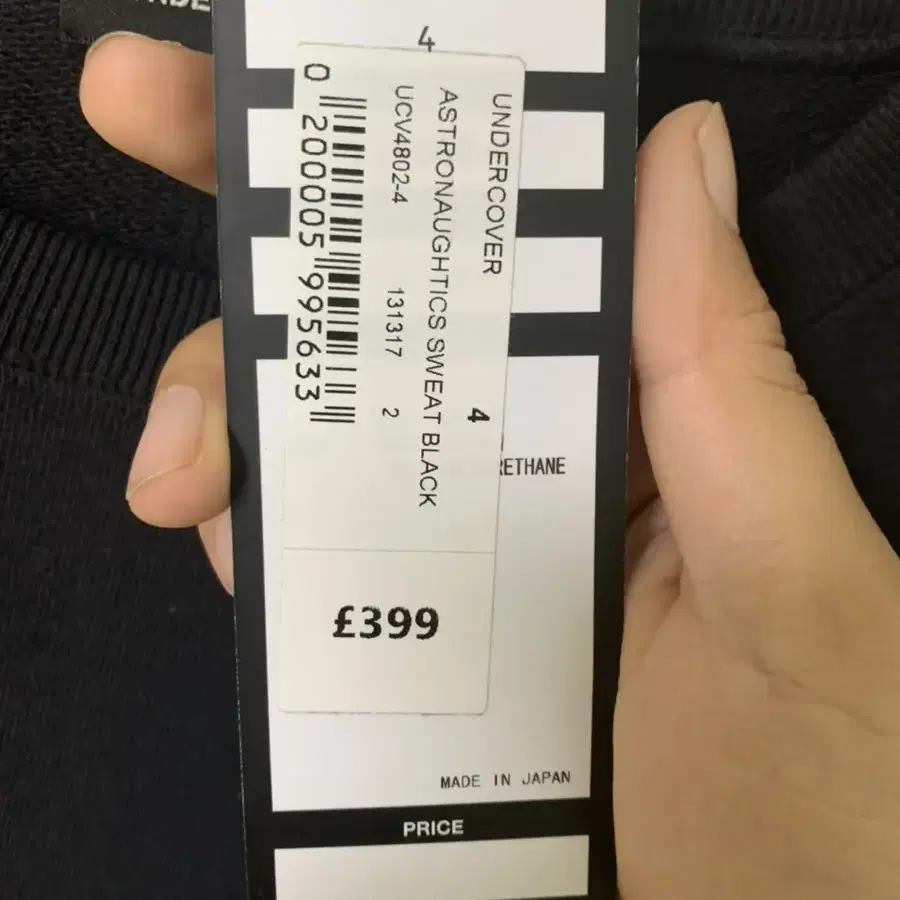 4
UNDERCOVER 4
ASTRONAUGHTICS SWEAT BLACK
UCV4802-4 131317 2
0 200005 995633
£399
RETHANE
MADE IN JAPAN
PRICE